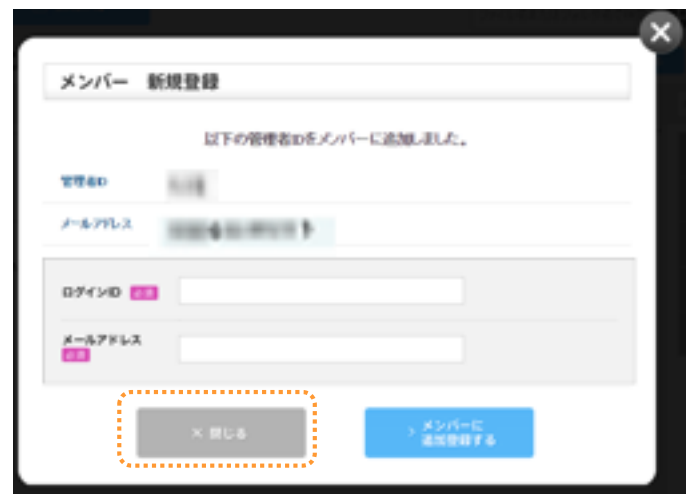 メンバー 新規登録
以下の管理者IDをメンバーに追加しました。
管理者ID
メールアドレス
ログインID 必須
メールアドレス
必須
× 閉じる
> メンバーに
追加登録する